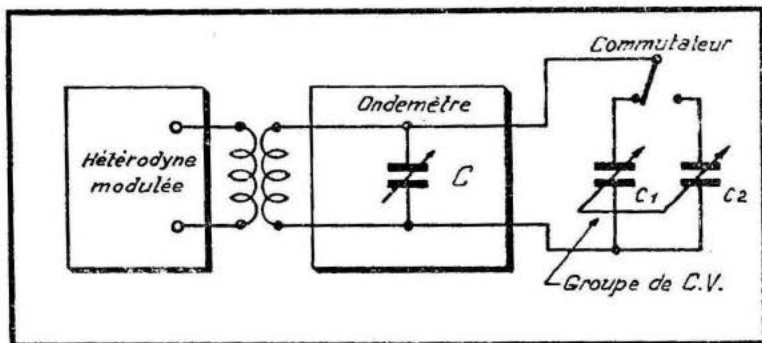 Commutateur
Ondemètre
Hétérodyne
modulée
C
C1
C2
Groupe de C.V.